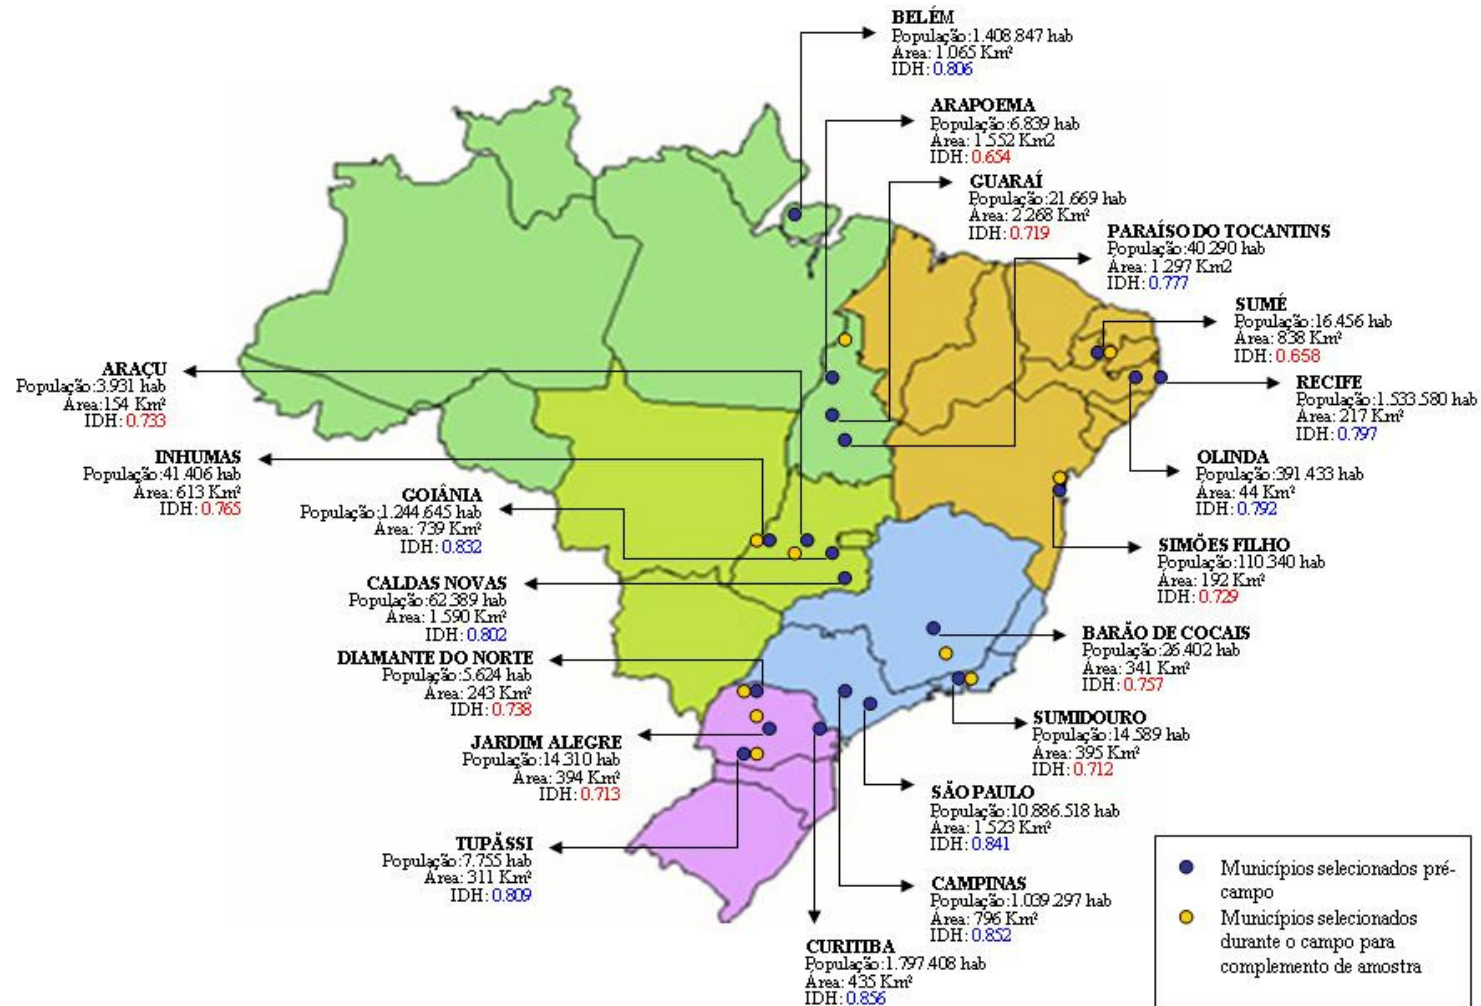 BELÉM
População:1.408.847 hab
Área: 1.065 Km²
IDH: 0.806
ARAPOEMA
População:6.839 hab
Área: 1.552 Km2
IDH: 0.654
GUARAÍ
População:21.669 hab
Área: 2.268 Km²
IDH: 0.719
PARAÍSO DO TOCANTINS
População:40.290 hab
Área: 1.297 Km2
IDH: 0.777
SUMÉ
População:16.456 hab
Área: 838 Km²
IDH: 0.658
RECIFE
População:1.533.580 hab
Área: 217 Km²
IDH: 0.797
OLINDA
População:391.433 hab
Área: 44 Km²
IDH: 0.792
SIMÕES FILHO
População:110.340 hab
Área: 192 Km²
IDH: 0.729
BARÃO DE COCAIS
População:26.402 hab
Área: 341 Km²
IDH: 0.757
SUMIDOURO
População:14.589 hab
Área: 395 Km²
IDH: 0.712
SÃO PAULO
População:10.886.518 hab
Área: 1.523 Km²
IDH: 0.841
CAMPINAS
População:1.039.297 hab
Área: 796 Km²
IDH: 0.852
CURITIBA
População:1.797.408 hab
Área: 435 Km²
IDH: 0.856
ARAÇU
População:3.931 hab
Área:154 Km²
IDH: 0.733
INHUMAS
População:41.406 hab
Área: 613 Km²
IDH: 0.765
GOIÂNIA
População:1.244.645 hab
Área: 739 Km²
IDH: 0.832
CALDAS NOVAS
População:62.389 hab
Área: 1.590 Km²
IDH: 0.802
DIAMANTE DO NORTE
População:5.624 hab
Área: 243 Km²
IDH: 0.738
JARDIM ALEGRE
População:14.310 hab
Área: 394 Km²
IDH: 0.713
TUPÃSSI
População:7.755 hab
Área: 311 Km²
IDH: 0.809
Municípios selecionados pré-
campo
Municípios selecionados
durante o campo para
complemento de amostra